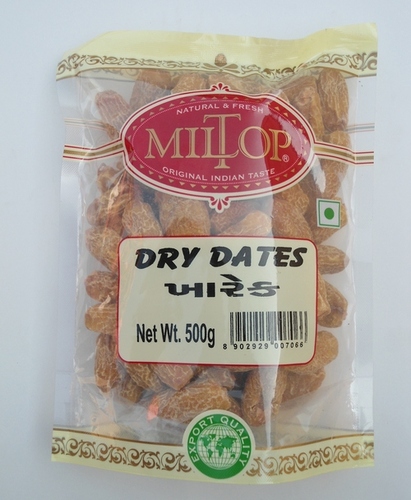 NATURAL & FRESH
MILTOP®
ORIGINAL INDIAN TASTE
DRY DATES
ખારેક
Net Wt. 500g
8 902929 007066
EXPORT QUALITY